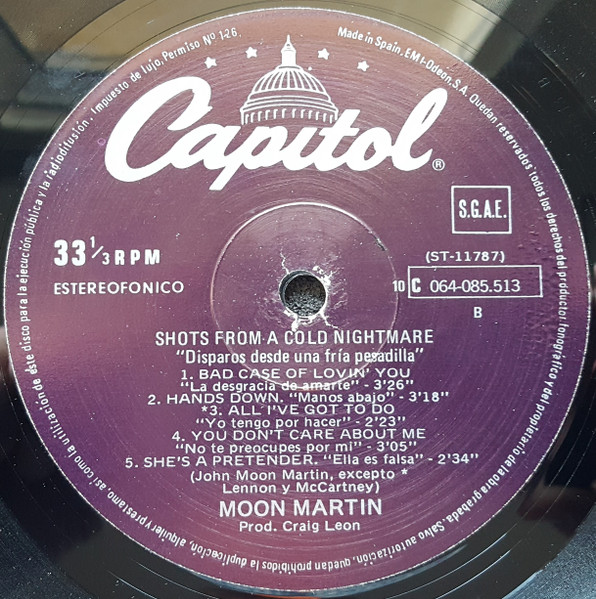 Impuesto de lujo, Permiso Nº 126.
Made in Spain, EMI-Odeon, S.A. Quedan reservados todos los derechos del productor fonográfico y del propietario de la obra grabada. Salvo autorización, quedan prohibidos la duplicación, alquiler y préstamo, así como la utilización de este disco para la ejecución pública y la radiodifusión.
Capitol®
S.G.A.E.
33 1/3 RPM
ESTEREOFONICO
(ST-11787)
10 C 064-085.513
B
SHOTS FROM A COLD NIGHTMARE
"Disparos desde una fría pesadilla"
1. BAD CASE OF LOVIN' YOU
"La desgracia de amarte" - 3'26"
2. HANDS DOWN. "Manos abajo" - 3'18"
*3. ALL I'VE GOT TO DO
"Yo tengo por hacer" - 2'23"
4. YOU DON'T CARE ABOUT ME
"No te preocupes por mi" - 3'05"
5. SHE'S A PRETENDER. "Ella es falsa" - 2'34"
(John Moon Martin, excepto *
Lennon y McCartney)
MOON MARTIN
Prod. Craig Leon